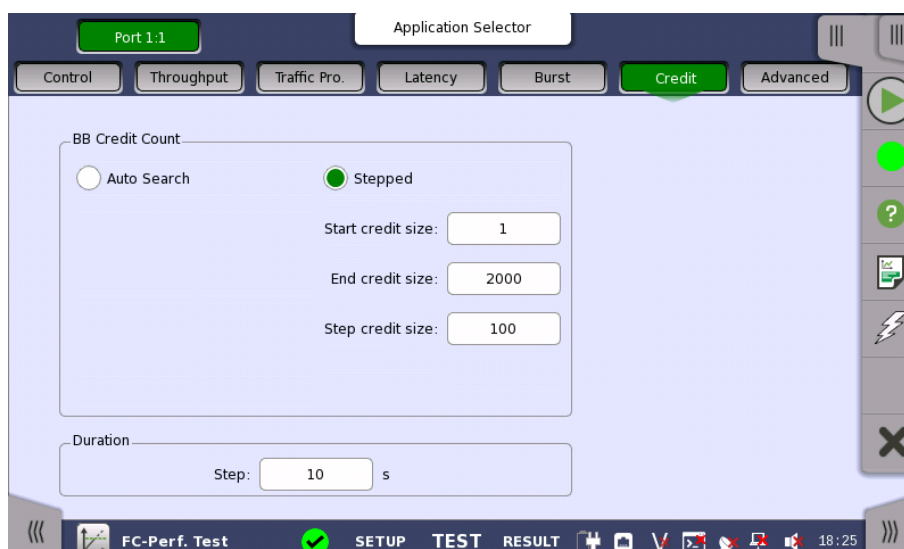 Port 1:1
Application Selector
Control
Throughput
Traffic Pro.
Latency
Burst
Credit
Advanced
BB Credit Count
Auto Search
Stepped
Start credit size: 1
End credit size: 2000
Step credit size: 100
Duration
Step: 10 s
FC-Perf. Test
SETUP
TEST
RESULT
18:25